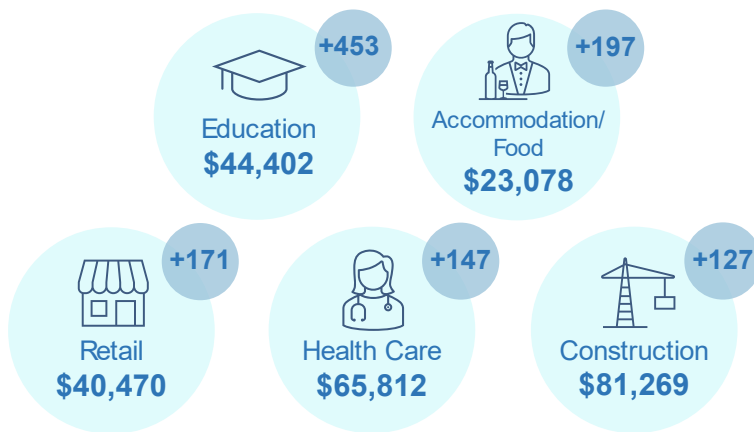 +453
Education
$44,402
+197
Accommodation/
Food
$23,078
+171
Retail
$40,470
+147
Health Care
$65,812
+127
Construction
$81,269